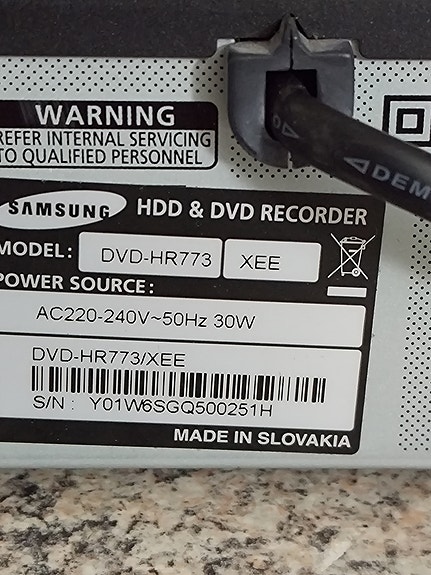 WARNING
REFER INTERNAL SERVICING
TO QUALIFIED PERSONNEL
SAMSUNG HDD & DVD RECORDER
MODEL: DVD-HR773 XEE
POWER SOURCE:
AC220-240V~50Hz 30W
DVD-HR773/XEE
S/N : Y01W6SGQ500251H
MADE IN SLOVAKIA